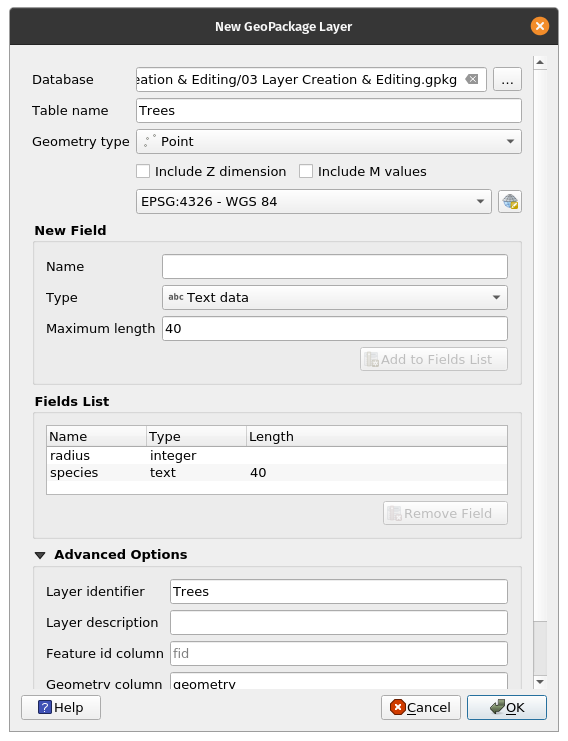 New GeoPackage Layer
Database eation & Editing/03 Layer Creation & Editing.gpkg ...
Table name Trees
Geometry type Point
Include Z dimension Include M values
EPSG:4326 - WGS 84
New Field
Name
Type abc Text data
Maximum length 40
Add to Fields List
Fields List
Name Type Length
radius integer
species text 40
Remove Field
Advanced Options
Layer identifier Trees
Layer description
Feature id column fid
Geometry column geometry
? Help Cancel OK